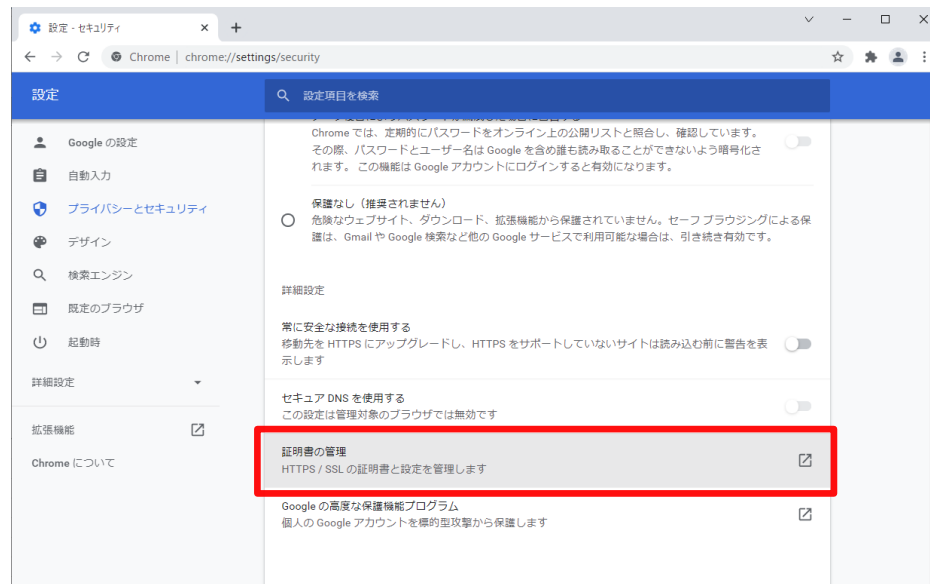 設定 - セキュリティ
Chrome | chrome://settings/security
設定
設定項目を検索
Google の設定
自動入力
プライバシーとセキュリティ
デザイン
検索エンジン
既定のブラウザ
起動時
詳細設定
拡張機能
Chrome について
Chrome では、定期的にパスワードをオンライン上の公開リストと照合し、確認しています。
その際、パスワードとユーザー名は Google を含め誰も読み取ることができないよう暗号化さ
れます。 この機能は Google アカウントにログインすると有効になります。
保護なし（推奨されません）
危険なウェブサイト、ダウンロード、拡張機能から保護されていません。セーフ ブラウジングによる保
護は、Gmail や Google 検索など他の Google サービスで利用可能な場合は、引き続き有効です。
詳細設定
常に安全な接続を使用する
移動先を HTTPS にアップグレードし、HTTPS をサポートしていないサイトは読み込む前に警告を表
示します
セキュア DNS を使用する
この設定は管理対象のブラウザでは無効です
証明書の管理
HTTPS / SSL の証明書と設定を管理します
Google の高度な保護機能プログラム
個人の Google アカウントを標的型攻撃から保護します